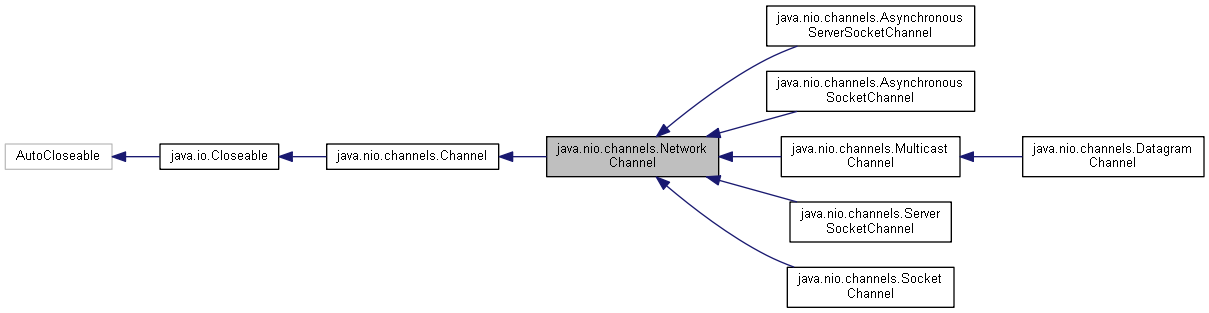 AutoCloseable
java.io.Closeable
java.nio.channels.Channel
java.nio.channels.Network
Channel
java.nio.channels.Asynchronous
ServerSocketChannel
java.nio.channels.Asynchronous
SocketChannel
java.nio.channels.Multicast
Channel
java.nio.channels.Datagram
Channel
java.nio.channels.Server
SocketChannel
java.nio.channels.Socket
Channel